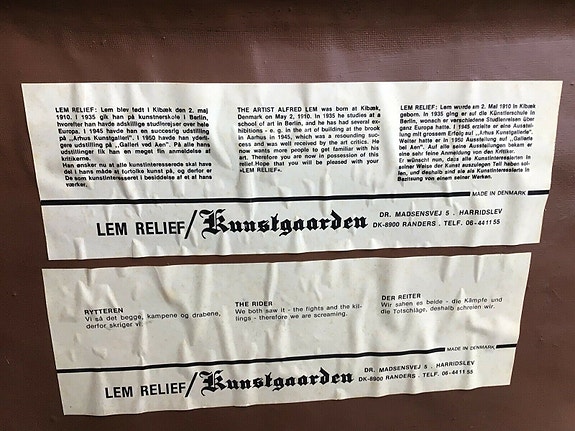 LEM RELIEF: Lem blev født i Kibæk den 2. maj
1910. I 1935 gik han på kunstnerskole i Berlin,
hvorefter han havde adskillige studierejser over hele
Europa. I 1945 havde han en succesrig udstilling
på „Arhus Kunstgalleri". I 1950 havde han yderli-
gere udstilling på „Galleri ved Aen". På alle hans
udstillinger fik han en meget fin anmeldelse af
kritikerne.
Han ønsker nu at alle kunstinteresserede skal have
del i hans måde at fortolke kunst på, og derfor er
De som kunstinteresseret i besiddelse af et af hans
værker.
THE ARTIST ALFRED LEM was born at Kibæk,
Denmark on May 2, 1910. In 1935 he studies at a
school of art in Berlin, and he has had several exhi-
bitions - e. g. in the art of building at the brook
in Aarhus in 1945, which was a resounding suc-
cess and was well received by the art critics. He
now wants more people to get familiar with his
art. Therefore you are now in possession of this
relief.Hope that you will be pleased with your
»LEM RELIEF«.
LEM RELIEF: Lem wurde am 2. Mai 1910 in Kibæk
geboren. In 1935 ging er auf die Künstlerschule in
Berlin, wonach er verschiedene Studienreisen über
ganz Europa hatte. In 1945 erzielte er eine Ausstel-
lung mit grossem Erfolg auf „Arhus Kunstgalerie".
Weiter hatte er in 1950 Ausstellung auf „Galleri
ved Aen". Auf alle seine Ausstellungen bekam er
eine sehr feine Anmeldung von den Kritiker.
Er wünscht nun, dass alle Kunstinteressierten in
seiner Weise der Kunst auszulegen Teil haben sol-
len, und deshalb sind sie als Kunstinteressierte in
Besitzung von einem seiner Werken.
MADE IN DENMARK
LEM RELIEF/Kunstgaarden
DR. MADSENSVEJ 5 . HARRIDSLEV
DK-8900 RANDERS . TELF. 06-441155
RYTTEREN
Vi så det begge, kampene og drabene,
derfor skriger vi.
THE RIDER
We both saw it - the fights and the kil-
lings - therefore we are screaming.
DER REITER
Wir sahen es beide - die Kämpfe und
die Totschläge, deshalb schreien wir.
MADE IN DENMARK
LEM RELIEF/Kunstgaarden
DR. MADSENSVEJ 5 . HARRIDSLEV
DK-8900 RANDERS . TELF. 06-441155